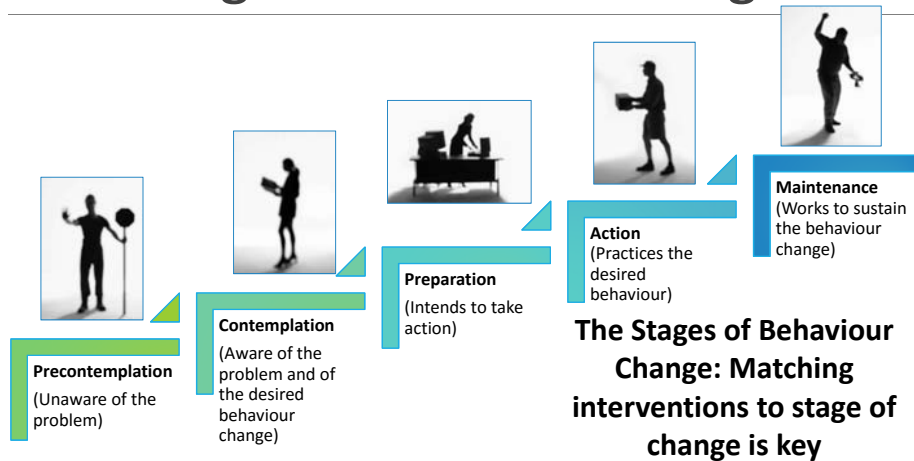 Precontemplation
(Unaware of the
problem)
Contemplation
(Aware of the
problem and of
the desired
behaviour
change)
Preparation
(Intends to take
action)
Action
(Practices the
desired
behaviour)
Maintenance
(Works to sustain
the behaviour
change)
The Stages of Behaviour
Change: Matching
interventions to stage of
change is key